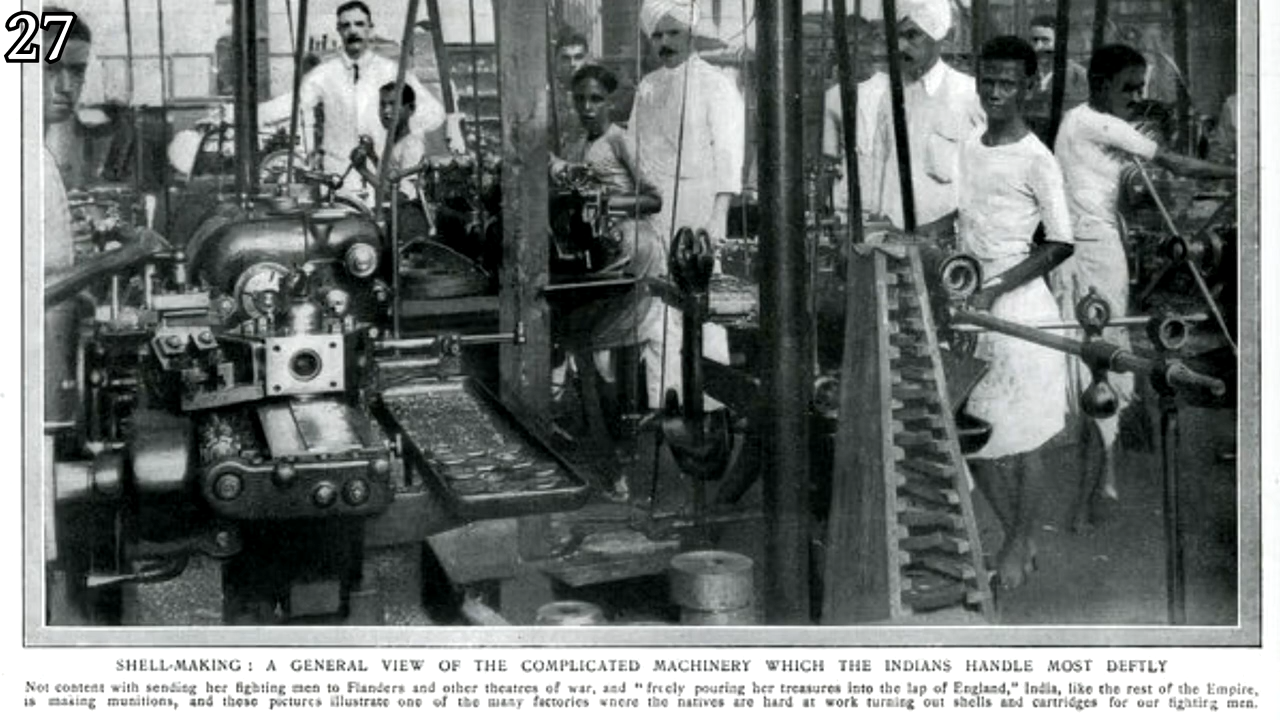 27
SHELL-MAKING : A GENERAL VIEW OF THE COMPLICATED MACHINERY WHICH THE INDIANS HANDLE MOST DEFTLY
Not content with sending her fighting men to Flanders and other theatres of war, and "freely pouring her treasures into the lap of England," India, like the rest of the Empire,
is making munitions, and these pictures illustrate one of the many factories where the natives are hard at work turning out shells and cartridges for our fighting men.